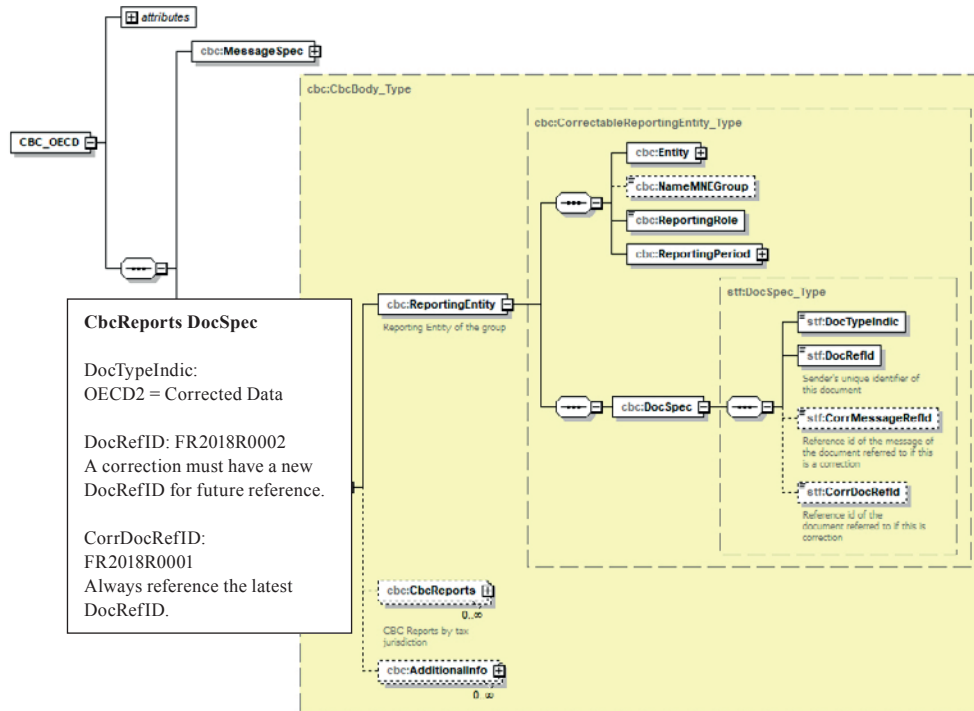 attributes
cbc:MessageSpec
cbc:CbcBody_Type
cbc:CorrectableReportingEntity_Type
CBC_OECD
cbc:Entity
cbc:NameMNEGroup
cbc:ReportingRole
cbc:ReportingPeriod
stf:DocSpec_Type
cbc:ReportingEntity
Reporting Entity of the group
stf:DocTypeIndic
stf:DocRefId
Sender's unique identifier of
this document
cbc:DocSpec
stf:CorrMessageRefId
Reference id of the message of
the document referred to if this
is a correction
stf:CorrDocRefId
Reference id of the
document referred to if this is
correction
CbcReports DocSpec
DocTypeIndic:
OECD2 = Corrected Data
DocRefID: FR2018R0002
A correction must have a new
DocRefID for future reference.
CorrDocRefID:
FR2018R0001
Always reference the latest
DocRefID.
cbc:CbcReports
0..∞
CBC Reports by tax
jurisdiction
cbc:AdditionalInfo
0..∞